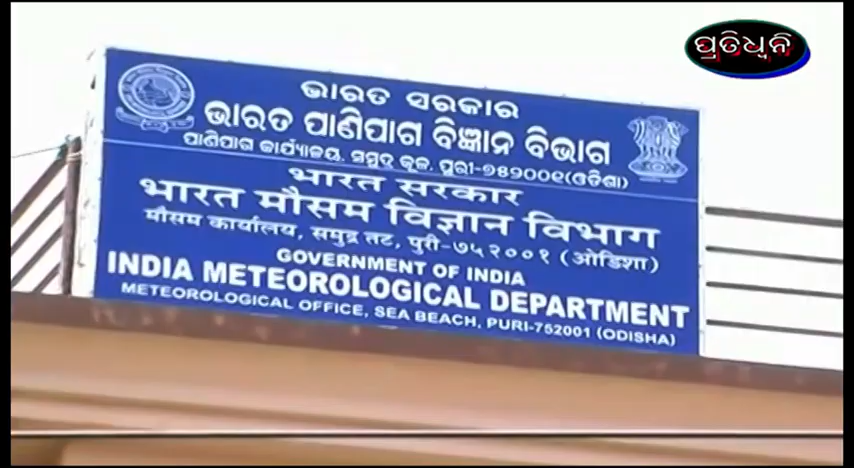 ପ୍ରତିଧ୍ୱନି
ଭାରତ ସରକାର
ଭାରତ ପାଣିପାଗ ବିଜ୍ଞାନ ବିଭାଗ
ପାଣିପାଗ କାର୍ଯ୍ୟାଳୟ, ସମୁଦ୍ର କୂଳ, ପୁରୀ-୭୫୨୦୦୧(ଓଡିଶା)
भारत सरकार
भारत मौसम विज्ञान विभाग
मौसम कार्यालय, समुद्र तट, पुरी-७५२००१ (ओडिशा)
GOVERNMENT OF INDIA
INDIA METEOROLOGICAL DEPARTMENT
METEOROLOGICAL OFFICE, SEA BEACH, PURI-752001 (ODISHA)